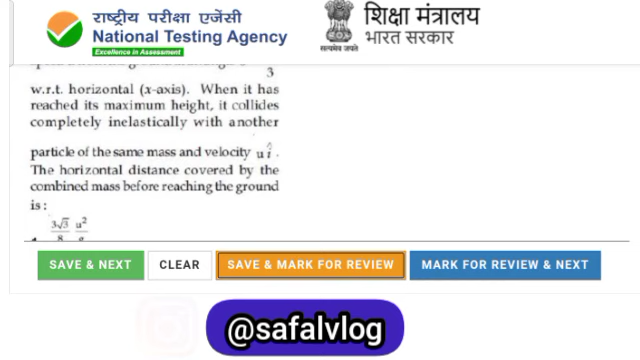 राष्ट्रीय परीक्षा एजेंसी
National Testing Agency
Excellence in Assessment
शिक्षा मंत्रालय
भारत सरकार
सत्यमेव जयते
3
w.r.t. horizontal (x-axis). When it has
reached its maximum height, it collides
completely inelastically with another
particle of the same mass and velocity u î .
The horizontal distance covered by the
combined mass before reaching the ground
is :
3√3 u²
8 g
SAVE & NEXT CLEAR SAVE & MARK FOR REVIEW MARK FOR REVIEW & NEXT
@safalvlog